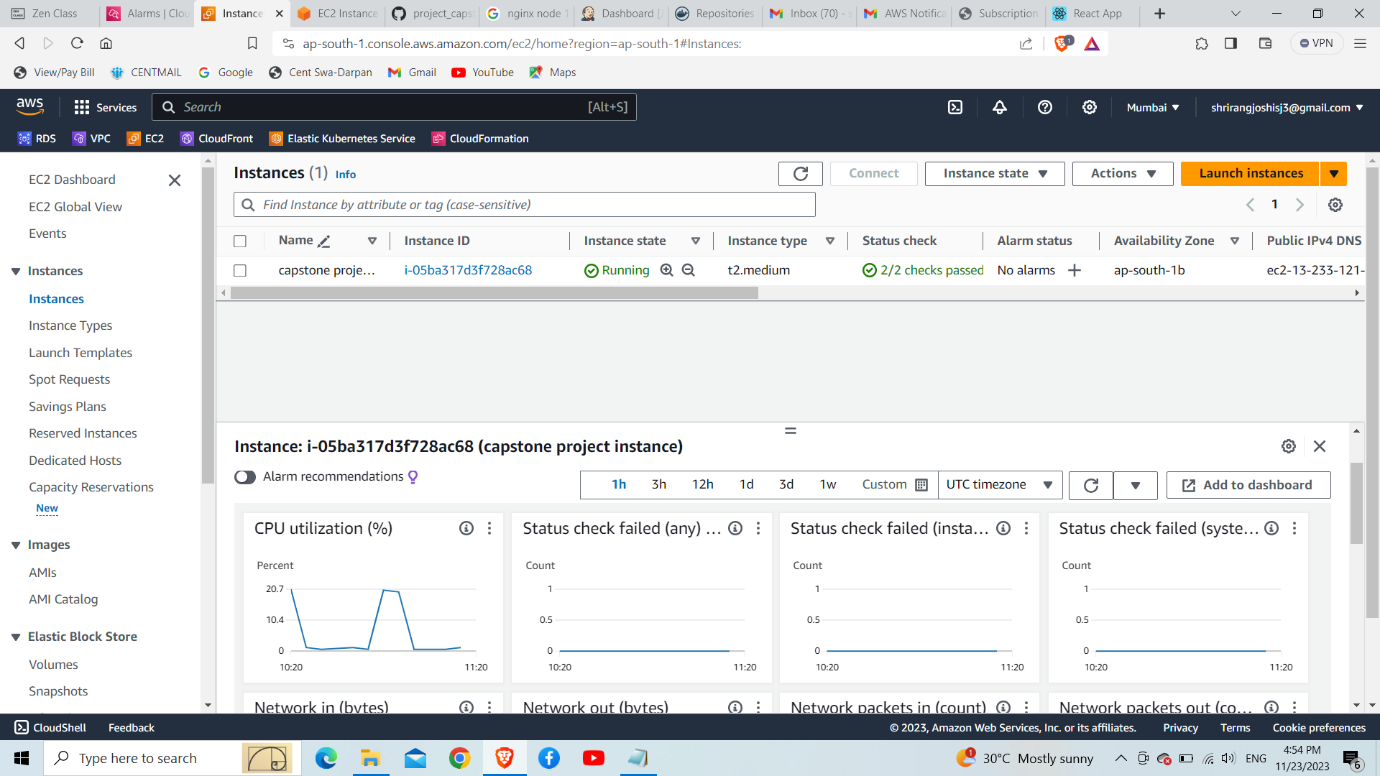 Zen Class
Alarms | Clou
Instance
EC2 Instance
project_caps
nginx node 1
Dashboard [J
Repositories
Inbox (70) - s
AWS Notifica
Subscription
React App
ap-south-1.console.aws.amazon.com/ec2/home?region=ap-south-1#Instances:
1
VPN
View/Pay Bill
CENTMAIL
Google
Cent Swa-Darpan
Gmail
YouTube
Maps
aws
Services
Search
[Alt+S]
Mumbai
shrirangjoshisj3@gmail.com
RDS
VPC
EC2
CloudFront
Elastic Kubernetes Service
CloudFormation
EC2 Dashboard
EC2 Global View
Events
Instances
Instances
Instance Types
Launch Templates
Spot Requests
Savings Plans
Reserved Instances
Dedicated Hosts
Capacity Reservations
New
Images
AMIs
AMI Catalog
Elastic Block Store
Volumes
Snapshots
Instances (1) Info
Connect
Instance state
Actions
Launch instances
Find Instance by attribute or tag (case-sensitive)
1
Name
Instance ID
Instance state
Instance type
Status check
Alarm status
Availability Zone
Public IPv4 DNS
capstone proje...
i-05ba317d3f728ac68
Running
t2.medium
2/2 checks passed
No alarms
ap-south-1b
ec2-13-233-121-
Instance: i-05ba317d3f728ac68 (capstone project instance)
Alarm recommendations
1h
3h
12h
1d
3d
1w
Custom
UTC timezone
Add to dashboard
CPU utilization (%)
Percent
20.7
10.4
0
10:20
11:20
Status check failed (any) ...
Count
1
0.5
0
10:20
11:20
Status check failed (insta...
Count
1
0.5
0
10:20
11:20
Status check failed (syste...
Count
1
0.5
0
10:20
11:20
Network in (bytes)
Network out (bytes)
Network packets in (count)
Network packets out (co...
CloudShell
Feedback
© 2023, Amazon Web Services, Inc. or its affiliates.
Privacy
Terms
Cookie preferences
Type here to search
1
30°C Mostly sunny
ENG
4:54 PM
11/23/2023
6